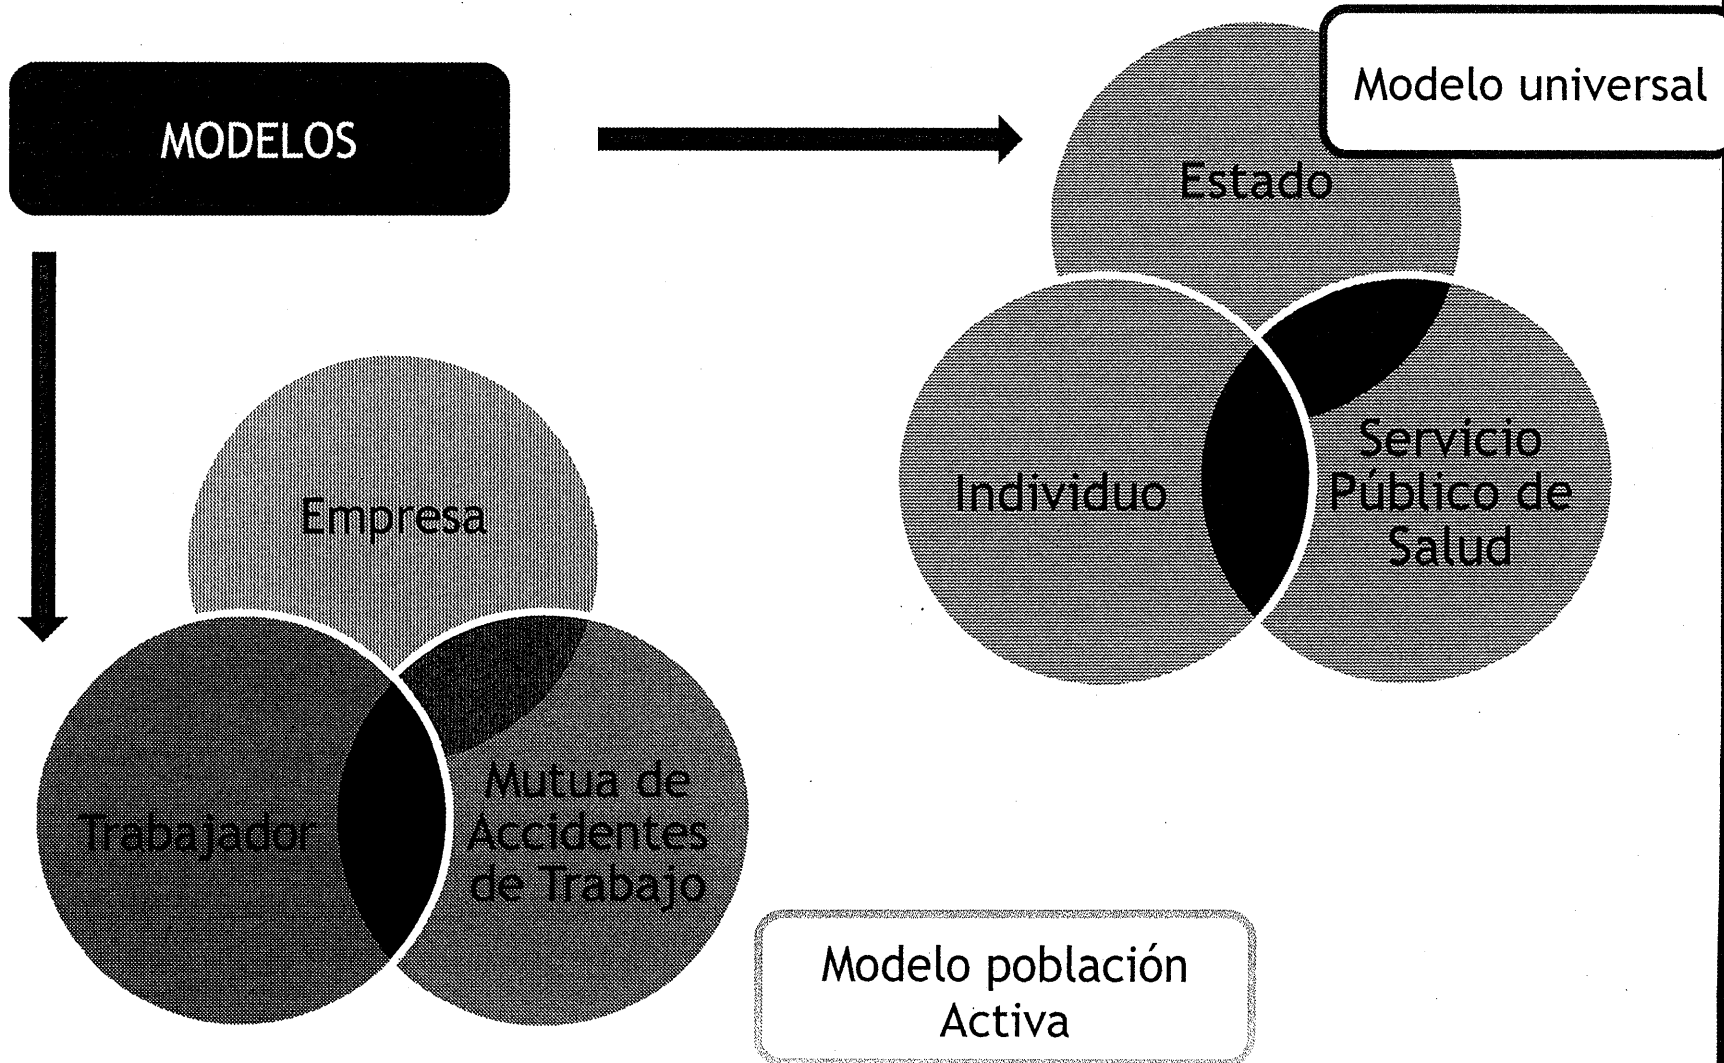 MODELOS
Modelo universal
Estado
Individuo
Servicio
Público de
Salud
Empresa
Trabajador
Mutua de
Accidentes
de Trabajo
Modelo población
Activa